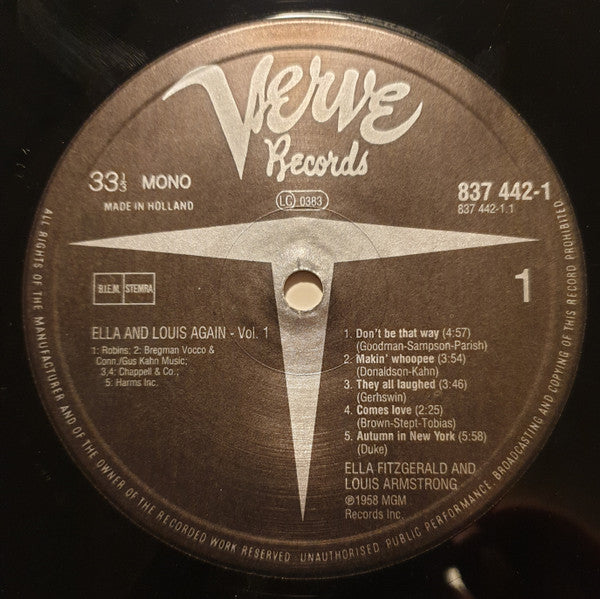 Verve
Records
33⅓ MONO
MADE IN HOLLAND
LC 0383
837 442-1
837 442-1.1
B.I.E.M. STEMRA
1
ELLA AND LOUIS AGAIN - Vol. 1
1: Robins; 2: Bregman Vocco &
Conn./Gus Kahn Music;
3,4: Chappell & Co.;
5: Harms Inc.
1. Don't be that way (4:57)
(Goodman-Sampson-Parish)
2. Makin' whoopee (3:54)
(Donaldson-Kahn)
3. They all laughed (3:46)
(Gerhswin)
4. Comes love (2:25)
(Brown-Stept-Tobias)
5. Autumn in New York (5:58)
(Duke)
ELLA FITZGERALD AND
LOUIS ARMSTRONG
℗1958 MGM
Records Inc.
ALL RIGHTS OF THE MANUFACTURER AND OF THE OWNER OF THE RECORDED WORK RESERVED. UNAUTHORISED PUBLIC PERFORMANCE, BROADCASTING AND COPYING OF THIS RECORD PROHIBITED